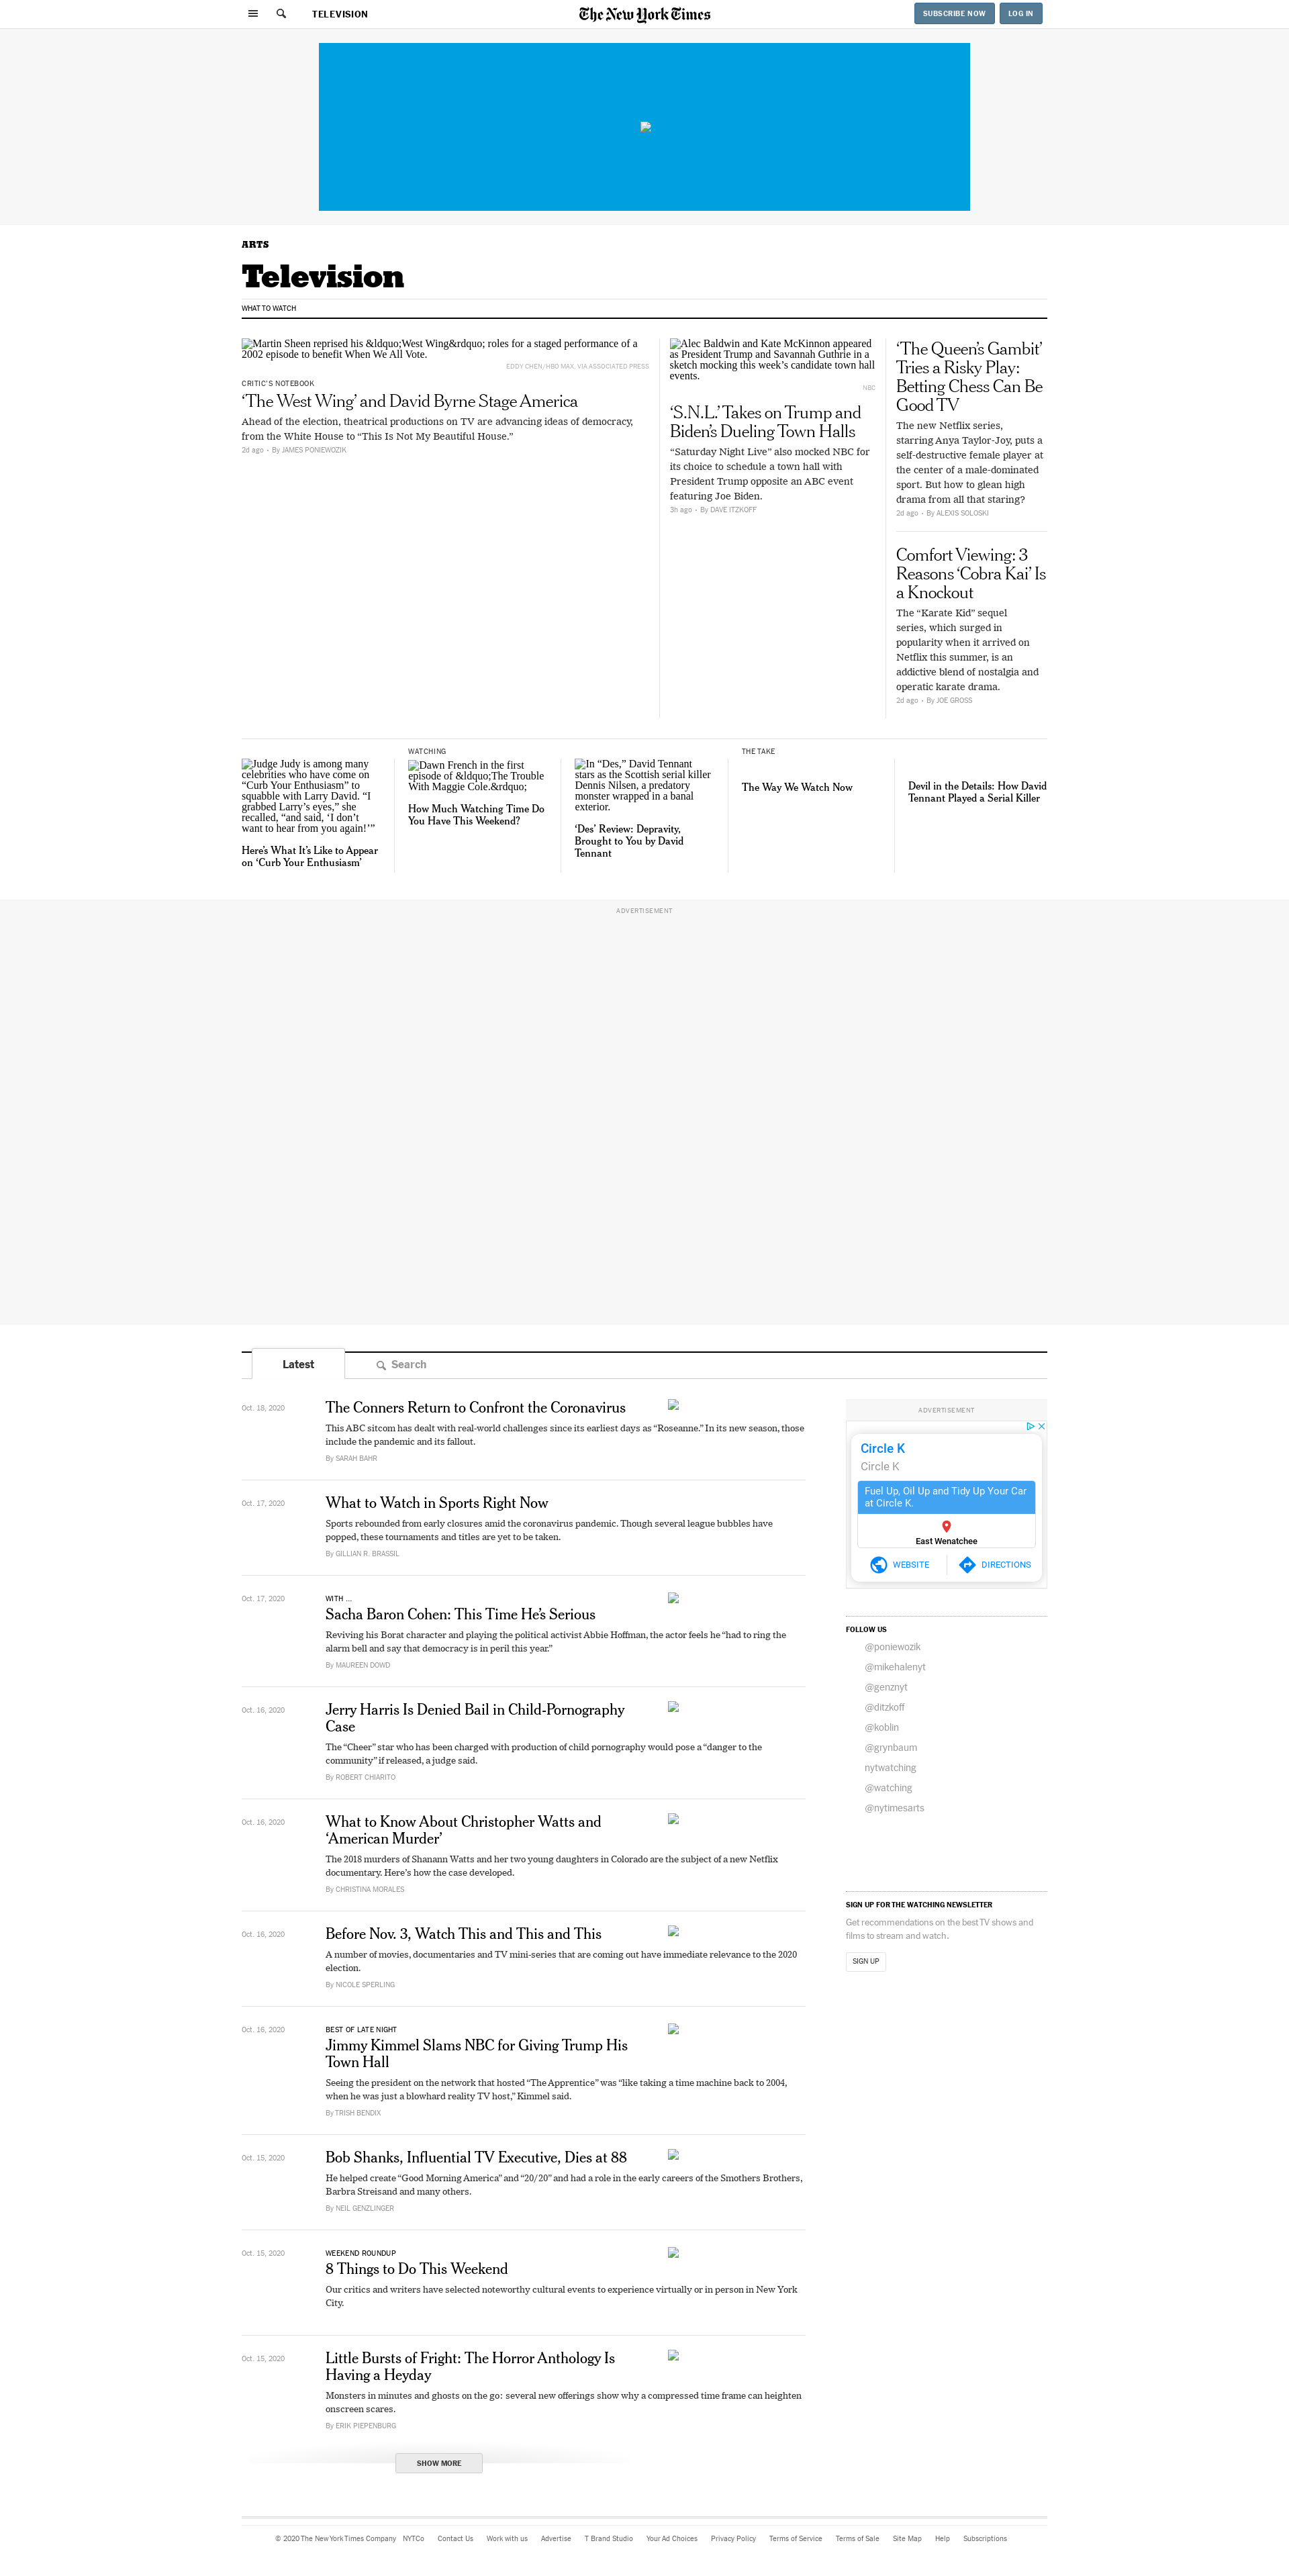 TELEVISION
The New York Times
SUBSCRIBE NOW
LOG IN
ARTS
Television
WHAT TO WATCH
Martin Sheen reprised his &ldquo;West Wing&rdquo; roles for a staged performance of a
2002 episode to benefit When We All Vote.
EDDY CHEN/HBO MAX, VIA ASSOCIATED PRESS
CRITIC'S NOTEBOOK
‘The West Wing’ and David Byrne Stage America
Ahead of the election, theatrical productions on TV are advancing ideas of democracy,
from the White House to “This Is Not My Beautiful House.”
2d ago • By JAMES PONIEWOZIK
Alec Baldwin and Kate McKinnon appeared
as President Trump and Savannah Guthrie in a
sketch mocking this week’s candidate town hall
events.
NBC
‘S.N.L.’ Takes on Trump and
Biden’s Dueling Town Halls
“Saturday Night Live” also mocked NBC for
its choice to schedule a town hall with
President Trump opposite an ABC event
featuring Joe Biden.
3h ago • By DAVE ITZKOFF
‘The Queen’s Gambit’
Tries a Risky Play:
Betting Chess Can Be
Good TV
The new Netflix series,
starring Anya Taylor-Joy, puts a
self-destructive female player at
the center of a male-dominated
sport. But how to glean high
drama from all that staring?
2d ago • By ALEXIS SOLOSKI
Comfort Viewing: 3
Reasons ‘Cobra Kai’ Is
a Knockout
The “Karate Kid” sequel
series, which surged in
popularity when it arrived on
Netflix this summer, is an
addictive blend of nostalgia and
operatic karate drama.
2d ago • By JOE GROSS
Judge Judy is among many
celebrities who have come on
“Curb Your Enthusiasm” to
squabble with Larry David. “I
grabbed Larry’s eyes,” she
recalled, “and said, ‘I don’t
want to hear from you again!’”
Here’s What It’s Like to Appear
on ‘Curb Your Enthusiasm’
WATCHING
Dawn French in the first
episode of &ldquo;The Trouble
With Maggie Cole.&rdquo;
How Much Watching Time Do
You Have This Weekend?
In “Des,” David Tennant
stars as the Scottish serial killer
Dennis Nilsen, a predatory
monster wrapped in a banal
exterior.
‘Des’ Review: Depravity,
Brought to You by David
Tennant
THE TAKE
The Way We Watch Now
Devil in the Details: How David
Tennant Played a Serial Killer
ADVERTISEMENT
Latest
Search
Oct. 18, 2020
The Conners Return to Confront the Coronavirus
This ABC sitcom has dealt with real-world challenges since its earliest days as “Roseanne.” In its new season, those
include the pandemic and its fallout.
By SARAH BAHR
Oct. 17, 2020
What to Watch in Sports Right Now
Sports rebounded from early closures amid the coronavirus pandemic. Though several league bubbles have
popped, these tournaments and titles are yet to be taken.
By GILLIAN R. BRASSIL
Oct. 17, 2020
WITH ...
Sacha Baron Cohen: This Time He’s Serious
Reviving his Borat character and playing the political activist Abbie Hoffman, the actor feels he “had to ring the
alarm bell and say that democracy is in peril this year.”
By MAUREEN DOWD
Oct. 16, 2020
Jerry Harris Is Denied Bail in Child-Pornography
Case
The “Cheer” star who has been charged with production of child pornography would pose a “danger to the
community” if released, a judge said.
By ROBERT CHIARITO
Oct. 16, 2020
What to Know About Christopher Watts and
‘American Murder’
The 2018 murders of Shanann Watts and her two young daughters in Colorado are the subject of a new Netflix
documentary. Here’s how the case developed.
By CHRISTINA MORALES
Oct. 16, 2020
Before Nov. 3, Watch This and This and This
A number of movies, documentaries and TV mini-series that are coming out have immediate relevance to the 2020
election.
By NICOLE SPERLING
Oct. 16, 2020
BEST OF LATE NIGHT
Jimmy Kimmel Slams NBC for Giving Trump His
Town Hall
Seeing the president on the network that hosted “The Apprentice” was “like taking a time machine back to 2004,
when he was just a blowhard reality TV host,” Kimmel said.
By TRISH BENDIX
Oct. 15, 2020
Bob Shanks, Influential TV Executive, Dies at 88
He helped create “Good Morning America” and “20/20” and had a role in the early careers of the Smothers Brothers,
Barbra Streisand and many others.
By NEIL GENZLINGER
Oct. 15, 2020
WEEKEND ROUNDUP
8 Things to Do This Weekend
Our critics and writers have selected noteworthy cultural events to experience virtually or in person in New York
City.
Oct. 15, 2020
Little Bursts of Fright: The Horror Anthology Is
Having a Heyday
Monsters in minutes and ghosts on the go: several new offerings show why a compressed time frame can heighten
onscreen scares.
By ERIK PIEPENBURG
SHOW MORE
ADVERTISEMENT
Circle K
Circle K
Fuel Up, Oil Up and Tidy Up Your Car
at Circle K.
East Wenatchee
WEBSITE
DIRECTIONS
FOLLOW US
@poniewozik
@mikehalenyt
@genznyt
@ditzkoff
@koblin
@grynbaum
nytwatching
@watching
@nytimesarts
SIGN UP FOR THE WATCHING NEWSLETTER
Get recommendations on the best TV shows and
films to stream and watch.
SIGN UP
© 2020 The New York Times Company NYTCo Contact Us Work with us Advertise T Brand Studio Your Ad Choices Privacy Policy Terms of Service Terms of Sale Site Map Help Subscriptions